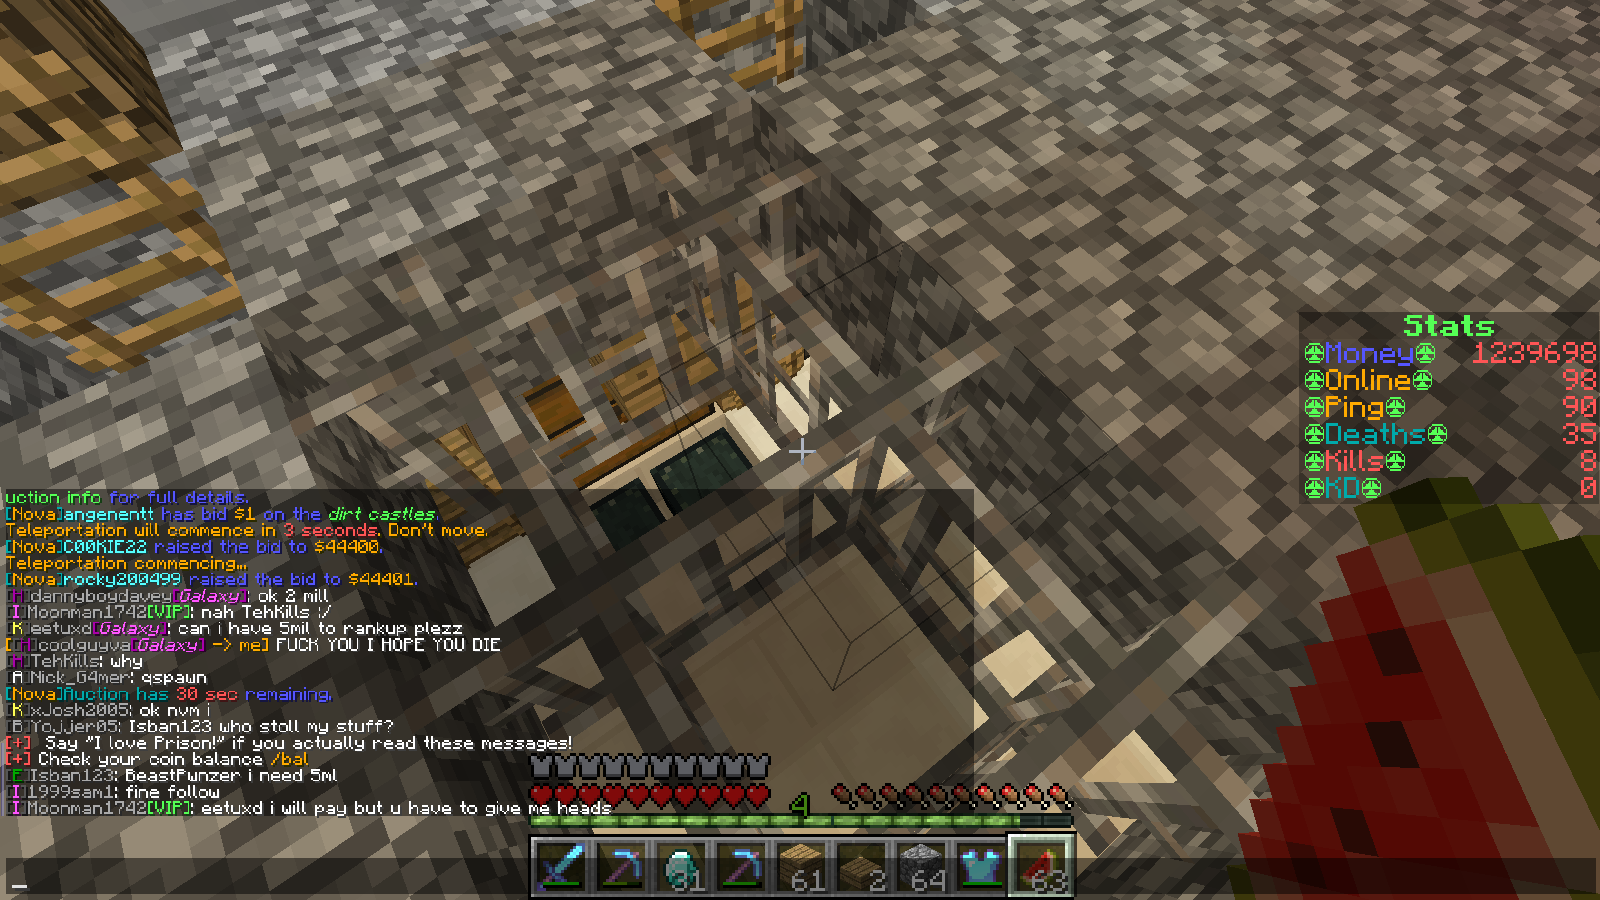 Stats
Money 1239698
Online 98
Ping 90
Deaths 35
Kills 8
KD 0
uction info for full details.
[Nova]angenentt has bid $1 on the dirt castles.
Teleportation will commence in 3 seconds. Don't move.
[Nova]C00KIE22 raised the bid to $44400.
Teleportation commencing...
[Nova]rocky200499 raised the bid to $44401.
dannyboydavey[Galaxy]: ok 2 mill
[I]Moonman1742[VIP]: nah TehKills :/
[K]eetuxd[Galaxy]: can i have 5mil to rankup plezz
coolguyva[Galaxy] -> me] FUCK YOU I HOPE YOU DIE
TehKills: why
[A]Nick_G4mer: qspawn
[Nova]Auction has 30 sec remaining.
[K]xJosh2005: ok nvm i
[B]Yojjer05: Isban123 who stoll my stuff?
[+] Say "I love Prison!" if you actually read these messages!
[+] Check your coin balance /bal
[E]Isban123: BeastPwnzer i need 5ml
[I]1999sam1: fine follow
[I]Moonman1742[VIP]: eetuxd i will pay but u have to give me heads
4
61 2 64 63
_